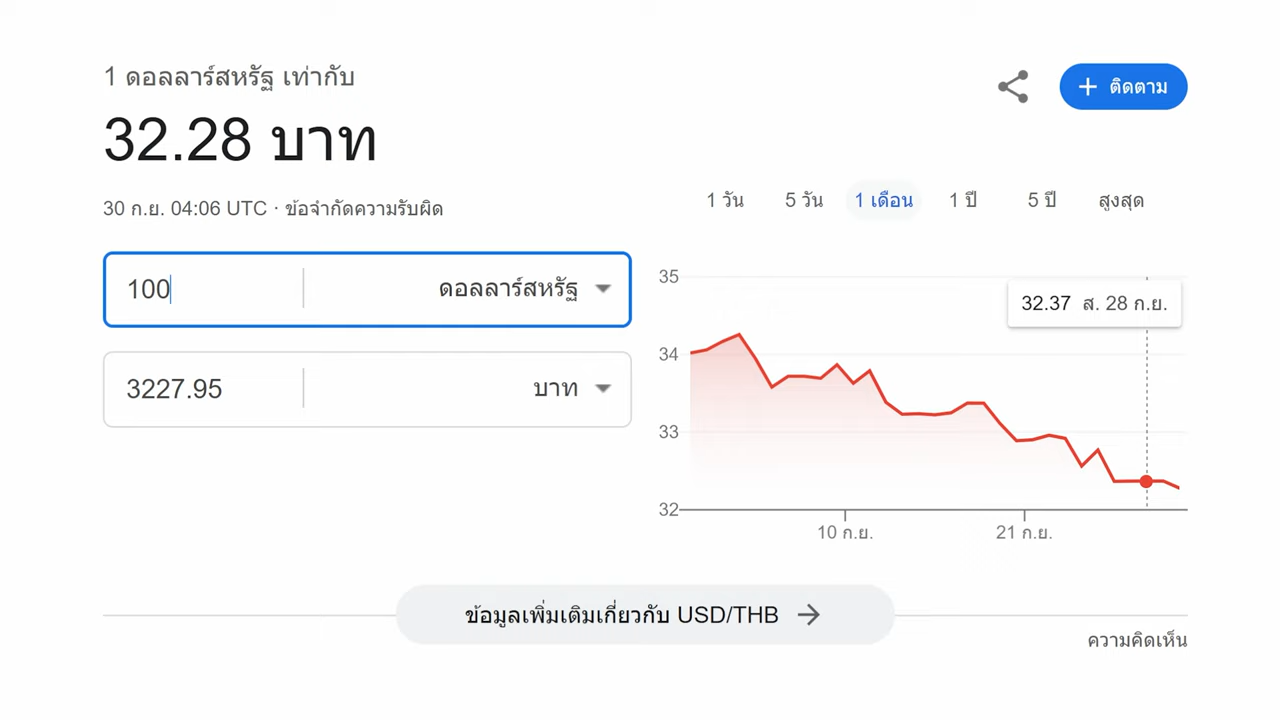 1 ดอลลาร์สหรัฐ เท่ากับ
32.28 บาท
30 ก.ย. 04:06 UTC · ข้อจำกัดความรับผิด
ติดตาม
1 วัน 5 วัน 1 เดือน 1 ปี 5 ปี สูงสุด
100 ดอลลาร์สหรัฐ
3227.95 บาท
35
32.37 ส. 28 ก.ย.
34
33
32
10 ก.ย. 21 ก.ย.
ข้อมูลเพิ่มเติมเกี่ยวกับ USD/THB
ความคิดเห็น